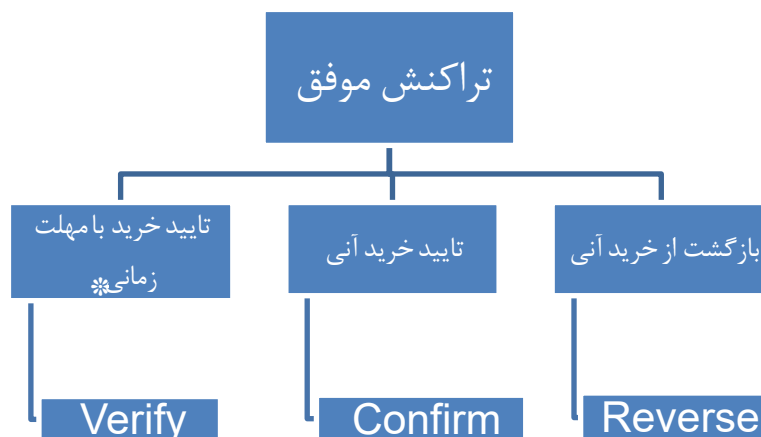 تراکنش موفق
بازگشت از خرید آنی
تایید خرید آنی
تایید خرید با مهلت
زمانی*
Reverse
Confirm
Verify